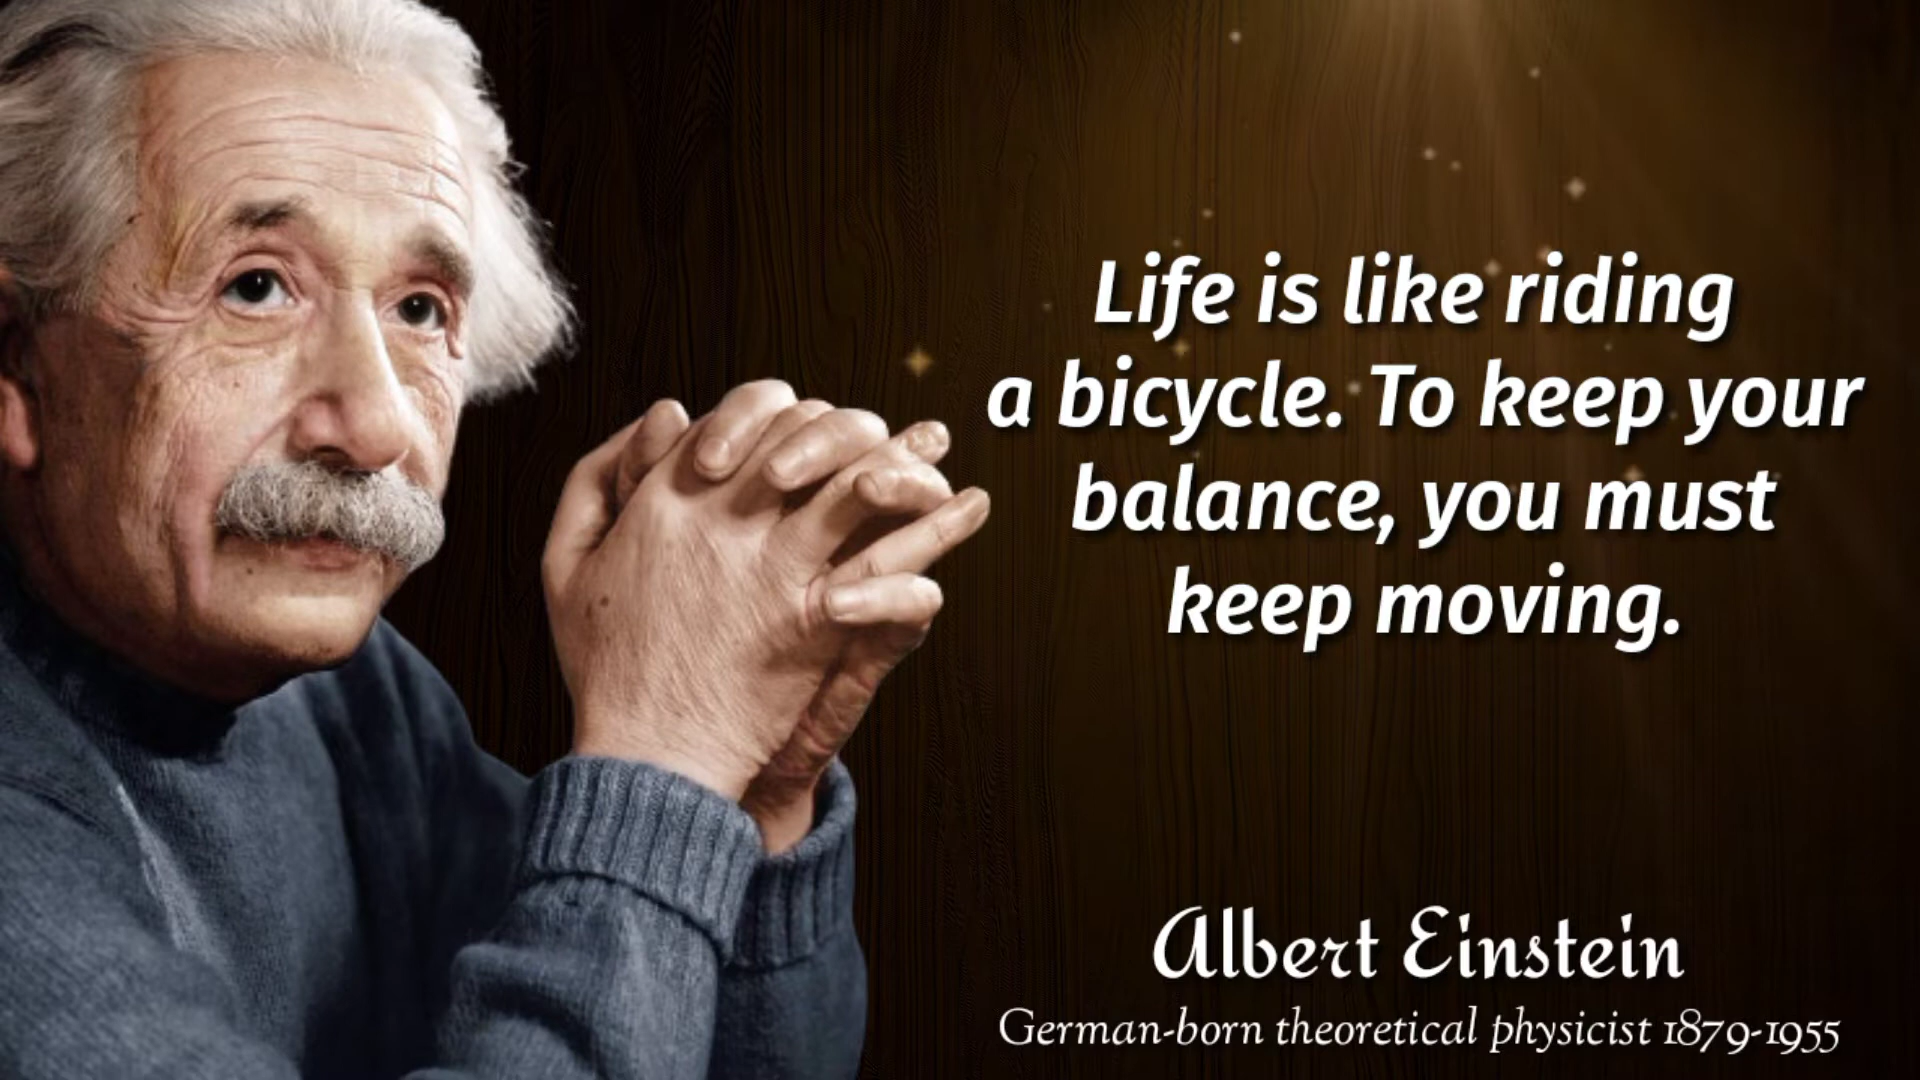 Life is like riding
a bicycle. To keep your
balance, you must
keep moving.
Albert Einstein
German-born theoretical physicist 1879-1955